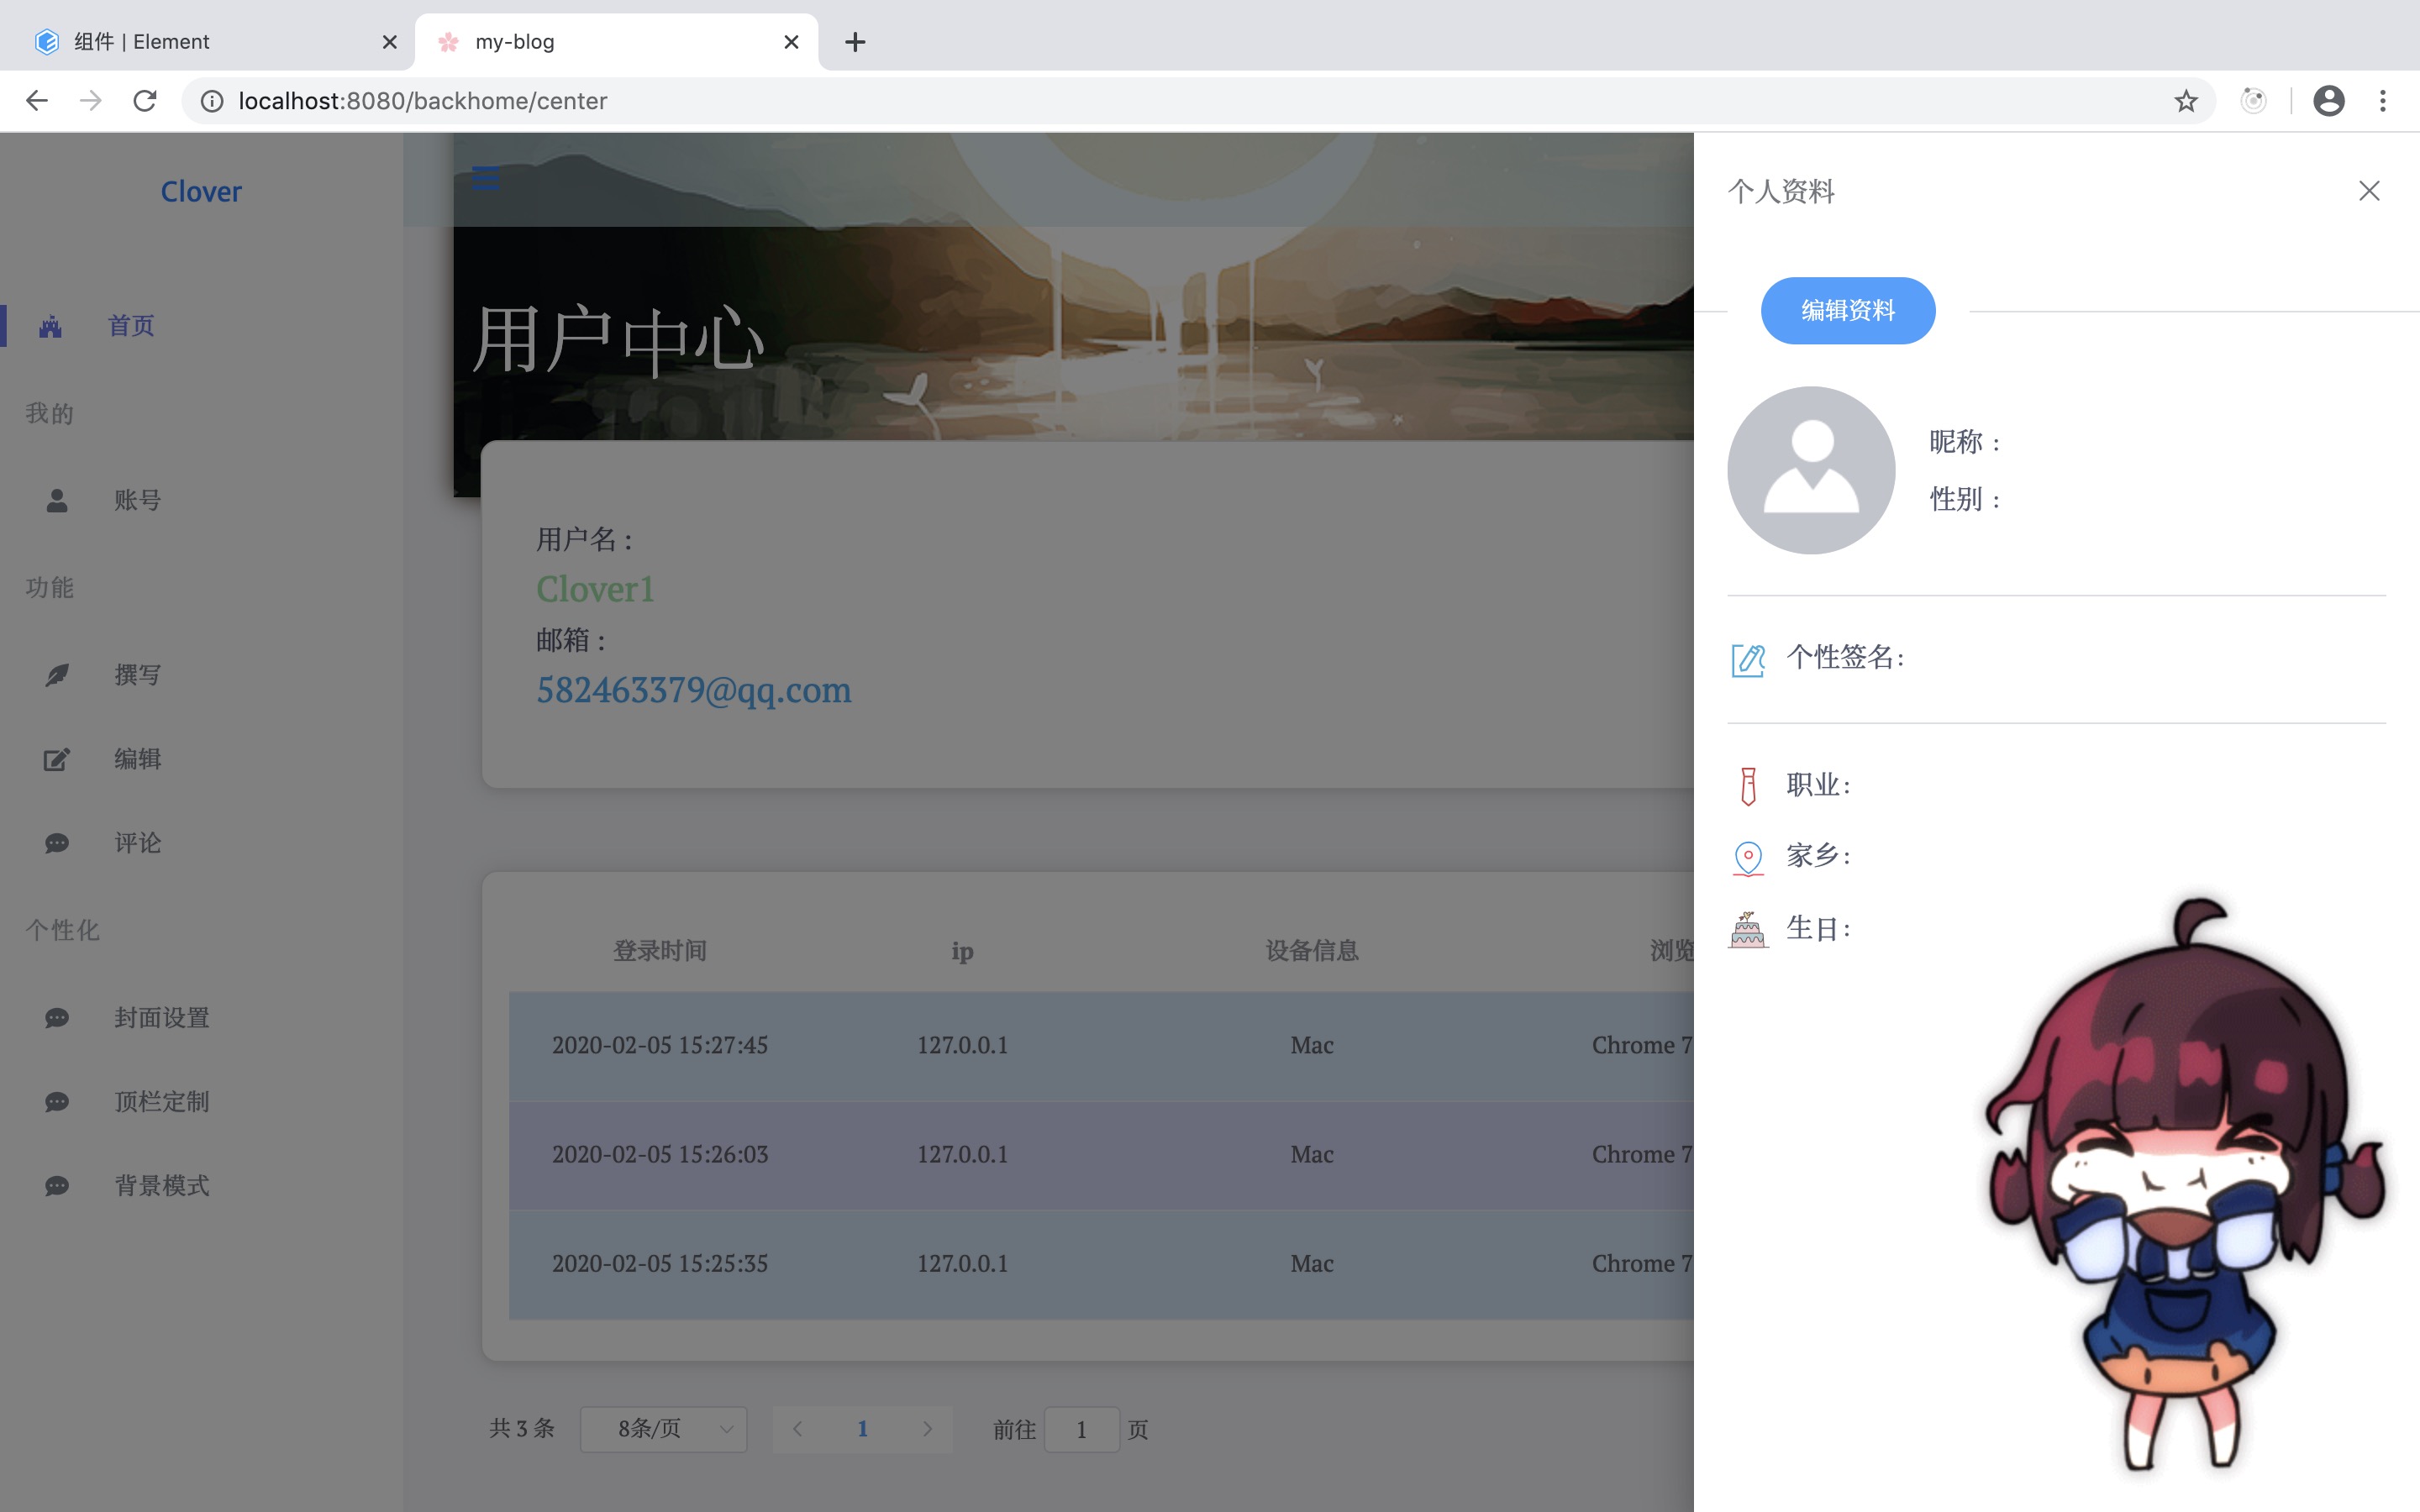 组件 | Element
my-blog
localhost:8080/backhome/center
Clover
首页
我的
账号
功能
撰写
编辑
评论
个性化
封面设置
顶栏定制
背景模式
用户中心
用户名：
Clover1
邮箱：
582463379@qq.com
登录时间 ip 设备信息 浏览
2020-02-05 15:27:45 127.0.0.1 Mac Chrome 7
2020-02-05 15:26:03 127.0.0.1 Mac Chrome 7
2020-02-05 15:25:35 127.0.0.1 Mac Chrome 7
共 3 条 8条/页 1 前往 1 页
个人资料
编辑资料
昵称：
性别：
个性签名：
职业：
家乡：
生日：